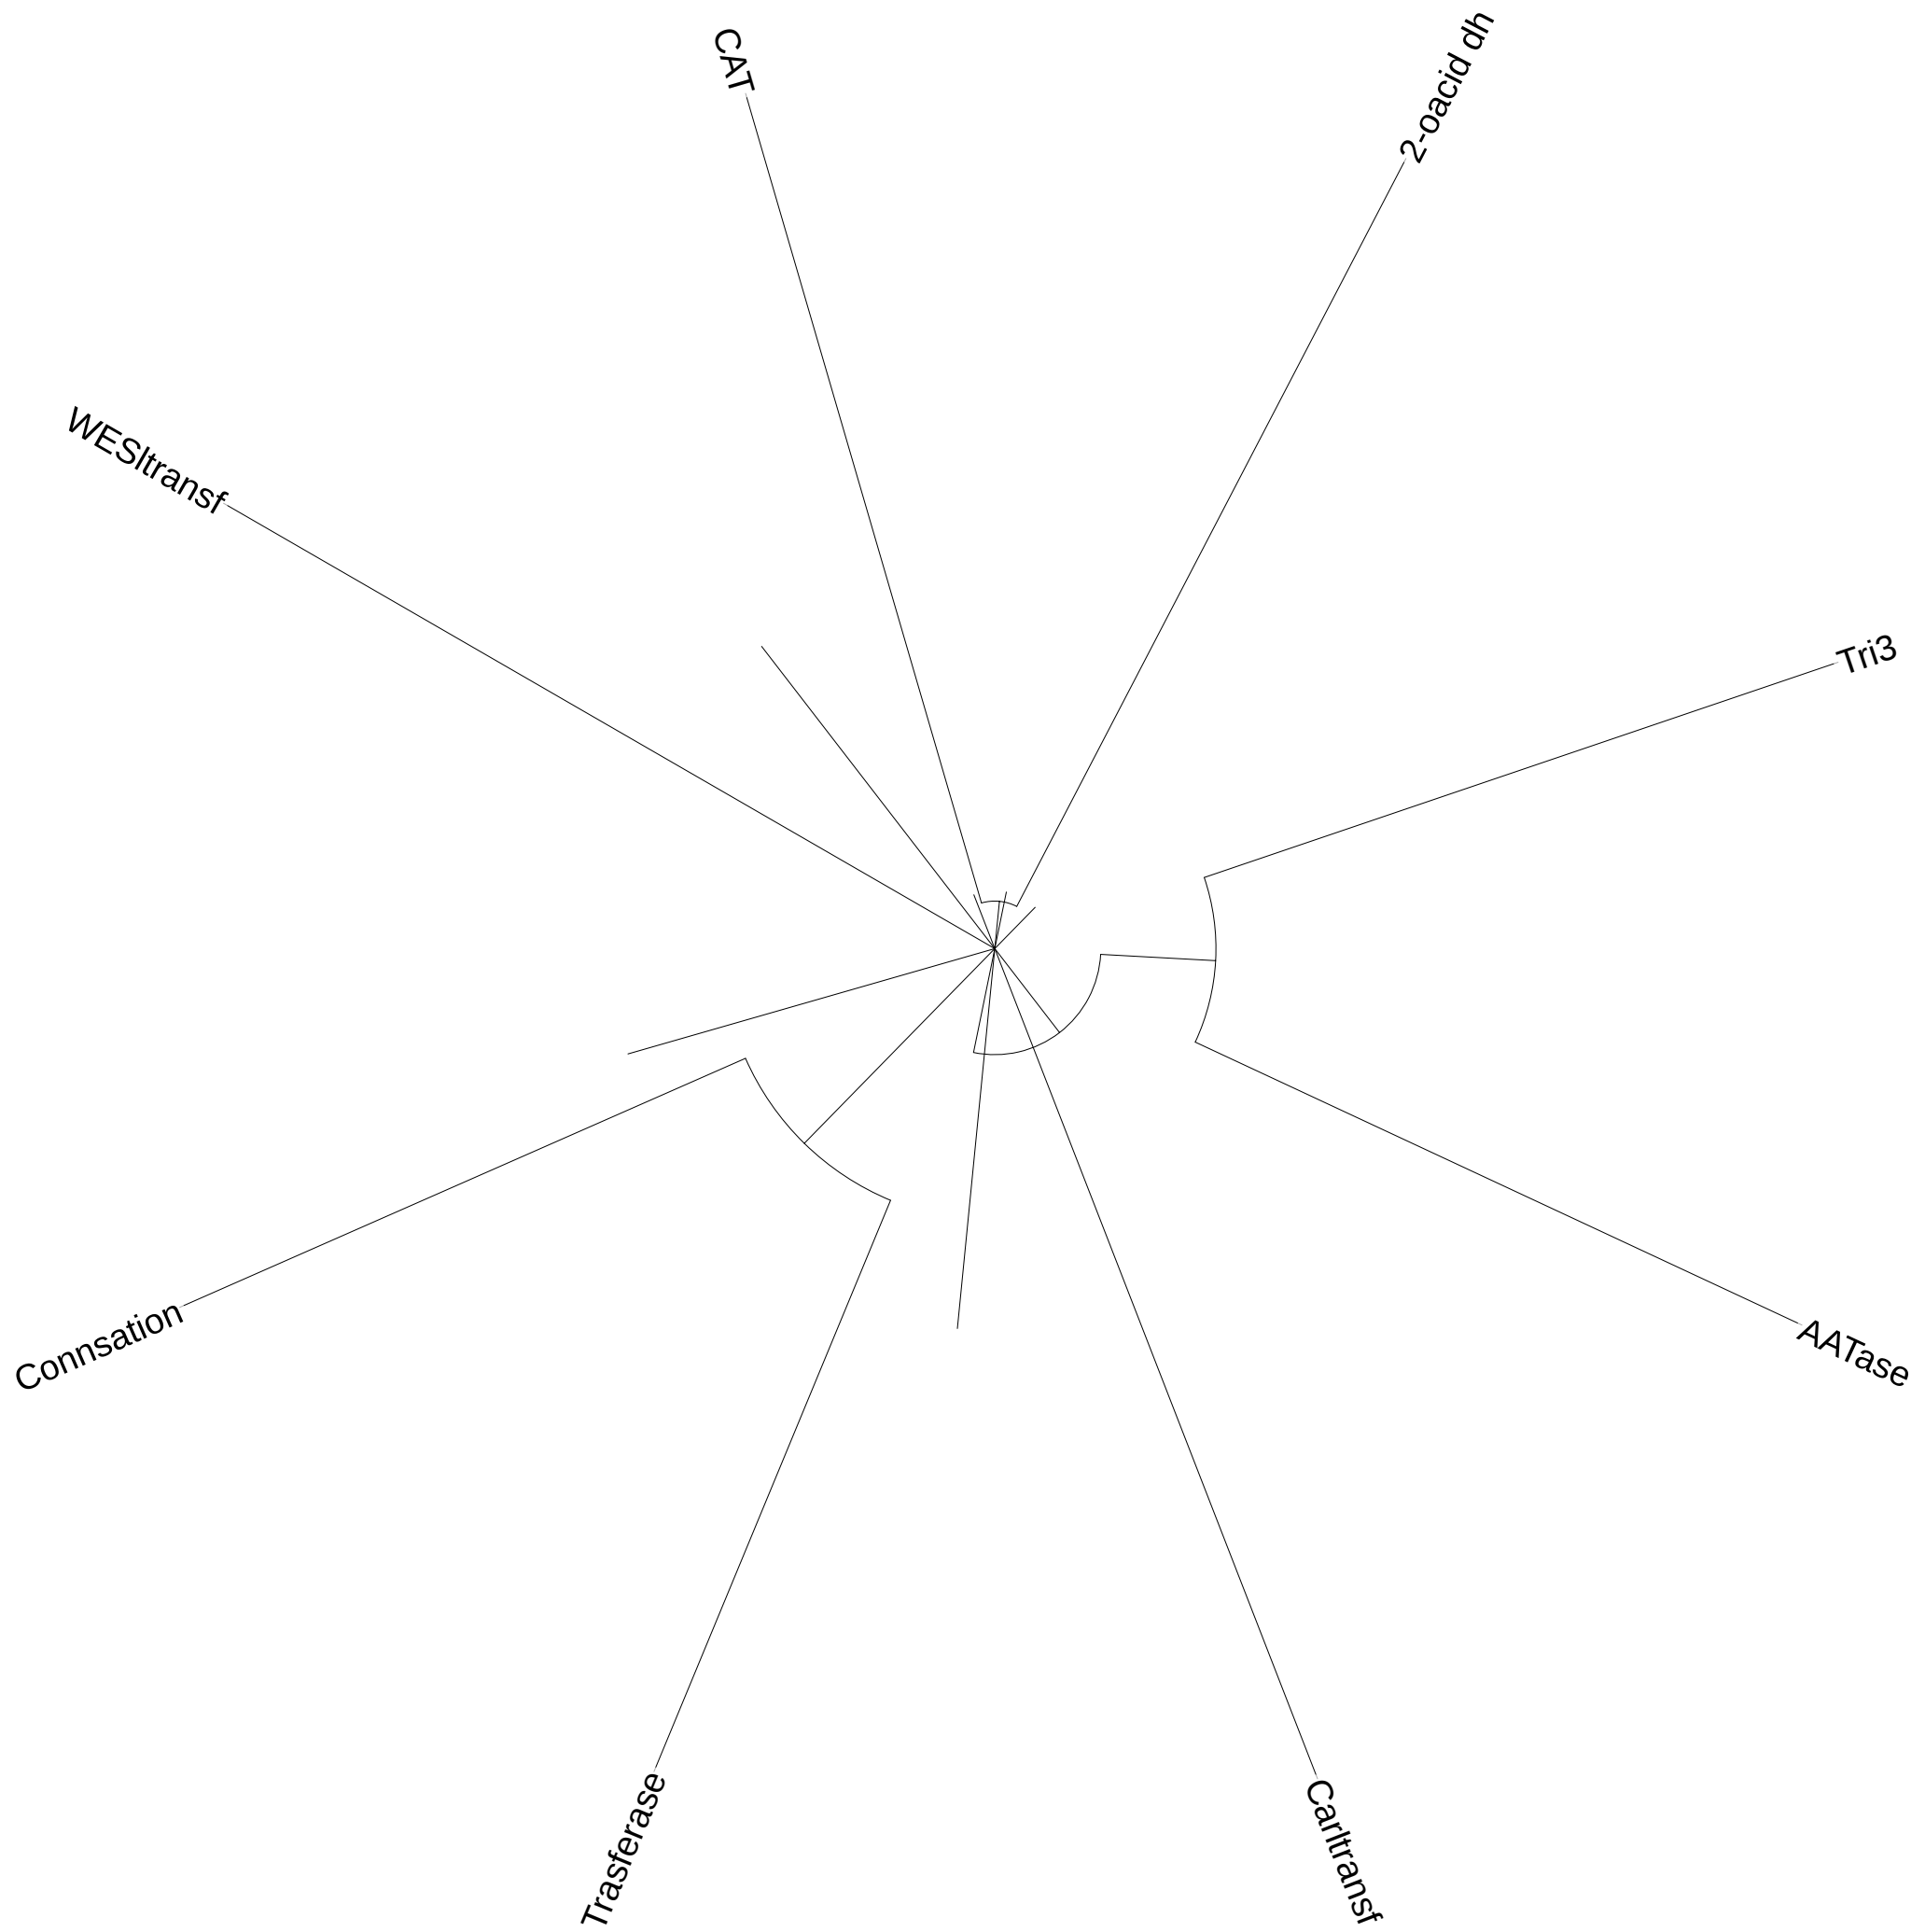 CAT
2-oacid dh
Tri3
AATase
Carltransf
Trasferase
Connsation
WESltransf